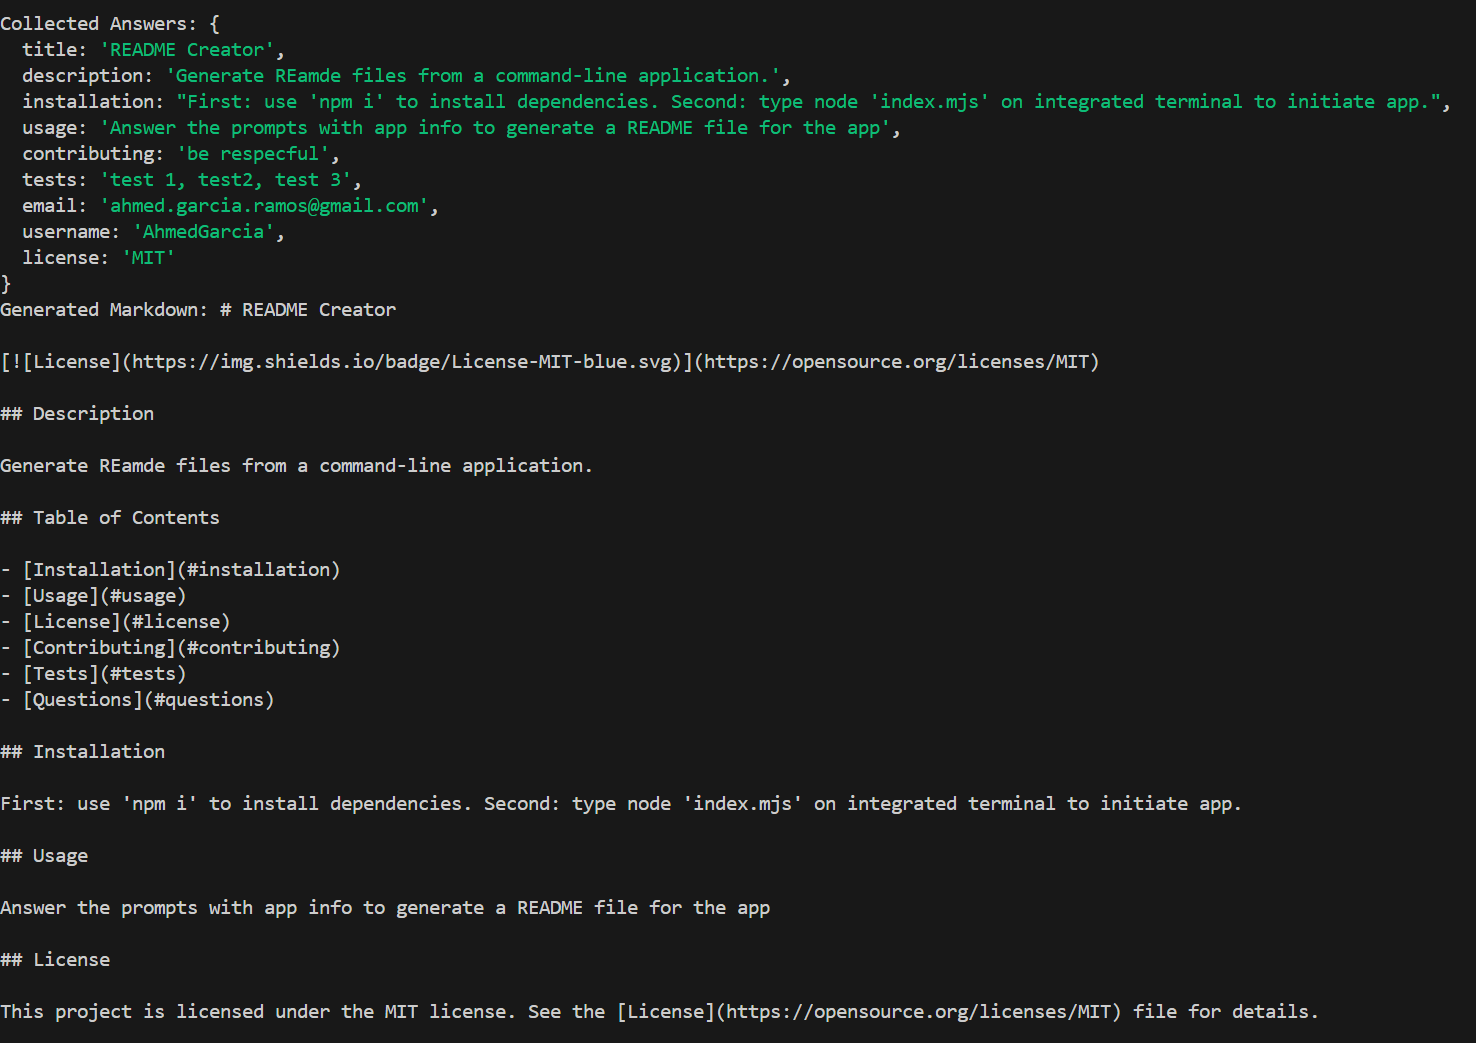 Collected Answers: {
  title: 'README Creator',
  description: 'Generate REamde files from a command-line application.',
  installation: "First: use 'npm i' to install dependencies. Second: type node 'index.mjs' on integrated terminal to initiate app.",
  usage: 'Answer the prompts with app info to generate a README file for the app',
  contributing: 'be respecful',
  tests: 'test 1, test2, test 3',
  email: 'ahmed.garcia.ramos@gmail.com',
  username: 'AhmedGarcia',
  license: 'MIT'
}
Generated Markdown: # README Creator

[![License](https://img.shields.io/badge/License-MIT-blue.svg)](https://opensource.org/licenses/MIT)

## Description

Generate REamde files from a command-line application.

## Table of Contents

- [Installation](#installation)
- [Usage](#usage)
- [License](#license)
- [Contributing](#contributing)
- [Tests](#tests)
- [Questions](#questions)

## Installation

First: use 'npm i' to install dependencies. Second: type node 'index.mjs' on integrated terminal to initiate app.

## Usage

Answer the prompts with app info to generate a README file for the app

## License

This project is licensed under the MIT license. See the [License](https://opensource.org/licenses/MIT) file for details.